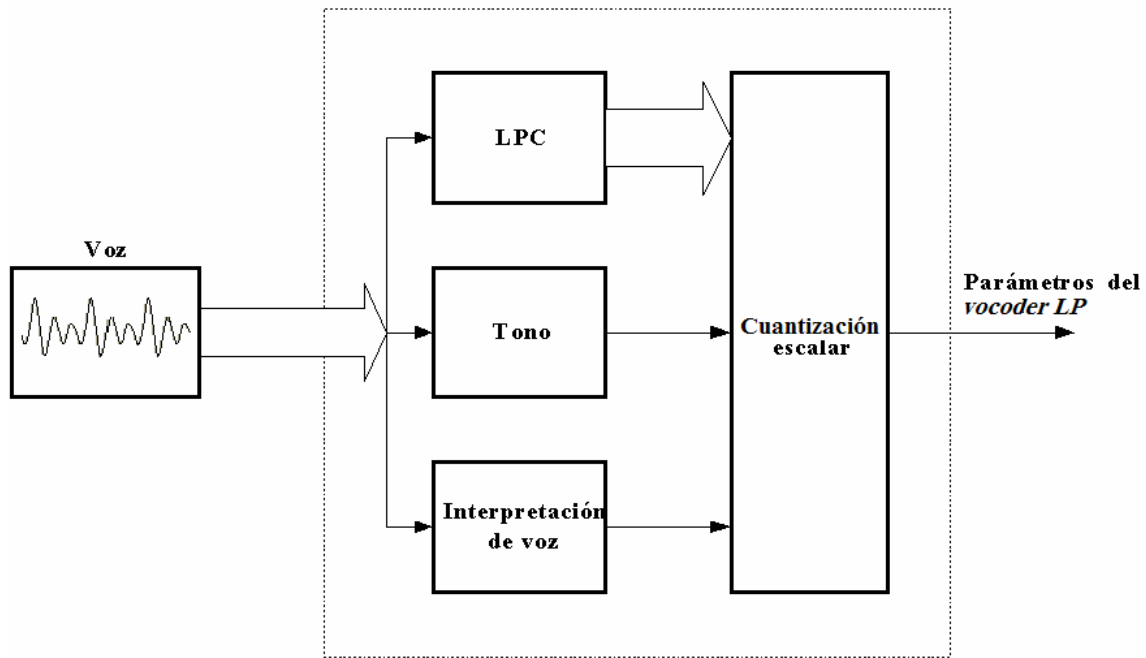 LPC
Voz
Tono
Cuantización
escalar
Parámetros del
vocoder LP
Interpretación
de voz